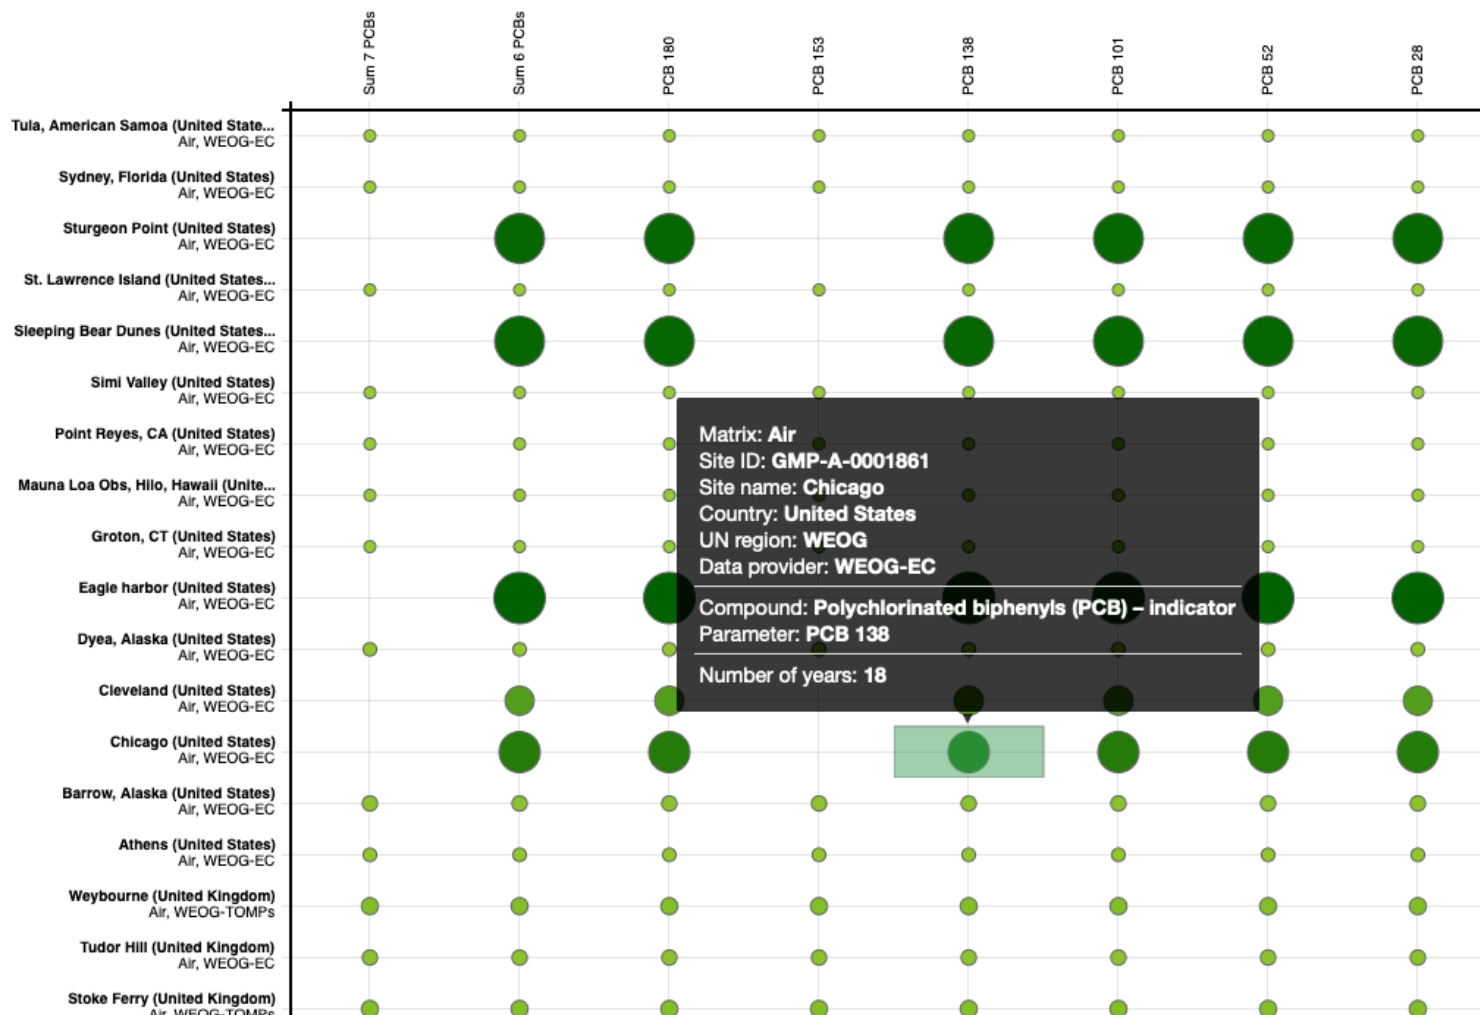 Sum 7 PCBs
Sum 6 PCBs
PCB 180
PCB 153
PCB 138
PCB 101
PCB 52
PCB 28
Tula, American Samoa (United State...
Air, WEOG-EC
Sydney, Florida (United States)
Air, WEOG-EC
Sturgeon Point (United States)
Air, WEOG-EC
St. Lawrence Island (United States...
Air, WEOG-EC
Sleeping Bear Dunes (United States...
Air, WEOG-EC
Simi Valley (United States)
Air, WEOG-EC
Point Reyes, CA (United States)
Air, WEOG-EC
Mauna Loa Obs, Hilo, Hawaii (Unite...
Air, WEOG-EC
Groton, CT (United States)
Air, WEOG-EC
Eagle harbor (United States)
Air, WEOG-EC
Dyea, Alaska (United States)
Air, WEOG-EC
Cleveland (United States)
Air, WEOG-EC
Chicago (United States)
Air, WEOG-EC
Barrow, Alaska (United States)
Air, WEOG-EC
Athens (United States)
Air, WEOG-EC
Weybourne (United Kingdom)
Air, WEOG-TOMPs
Tudor Hill (United Kingdom)
Air, WEOG-EC
Stoke Ferry (United Kingdom)
Air, WEOG-TOMPs
Matrix: Air
Site ID: GMP-A-0001861
Site name: Chicago
Country: United States
UN region: WEOG
Data provider: WEOG-EC
Compound: Polychlorinated biphenyls (PCB) – indicator
Parameter: PCB 138
Number of years: 18